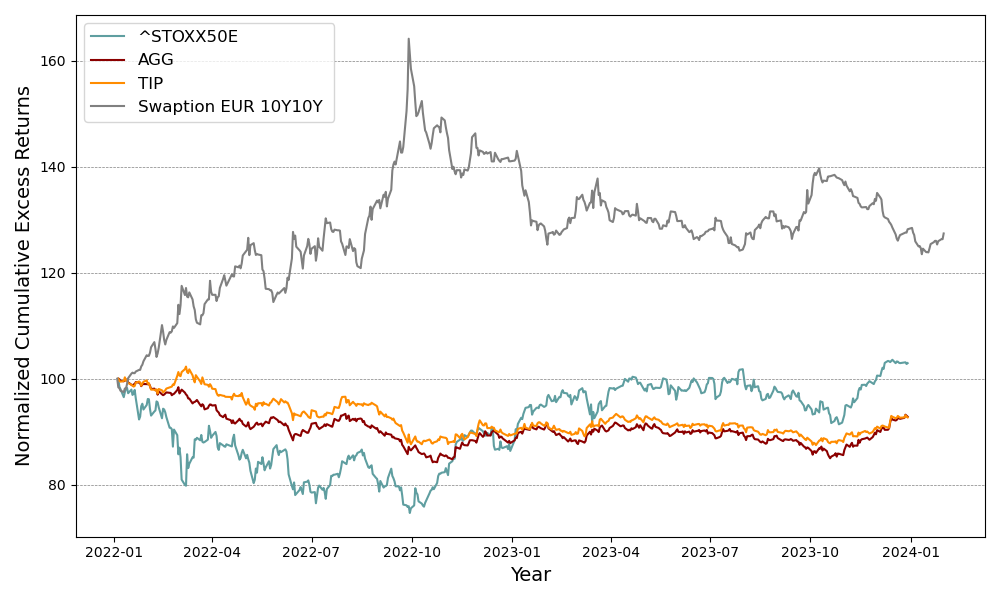 ^STOXX50E
AGG
TIP
Swaption EUR 10Y10Y
Normalized Cumulative Excess Returns
160
140
120
100
80
2022-01 2022-04 2022-07 2022-10 2023-01 2023-04 2023-07 2023-10 2024-01
Year